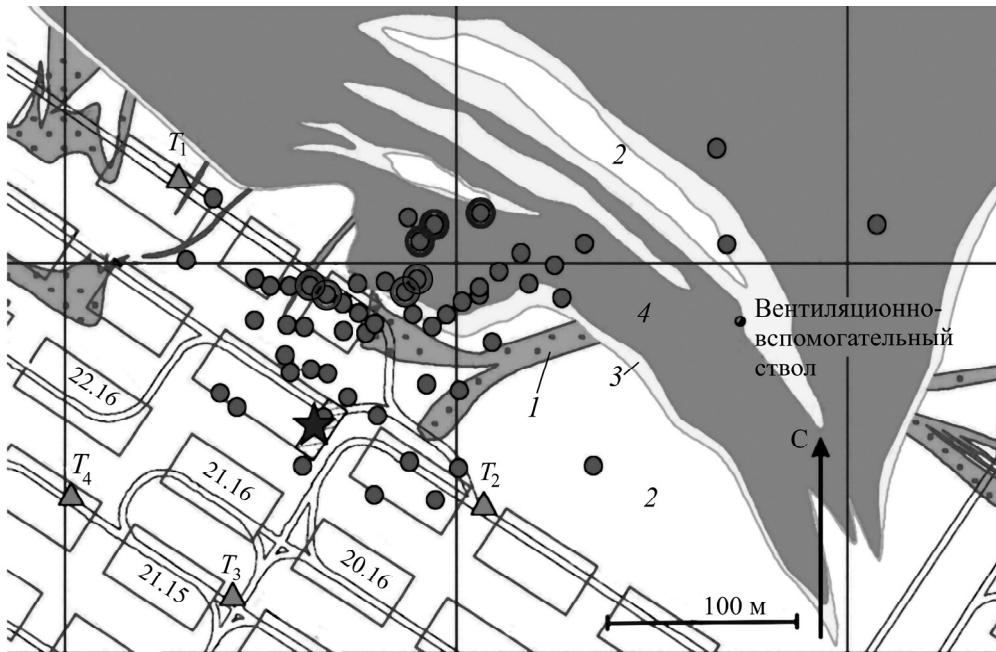 T1
2
Вентиляционно-
вспомогательный
ствол
4
3
1
22.16
С
T4
21.16
T2
2
21.15
T3
20.16
100 м